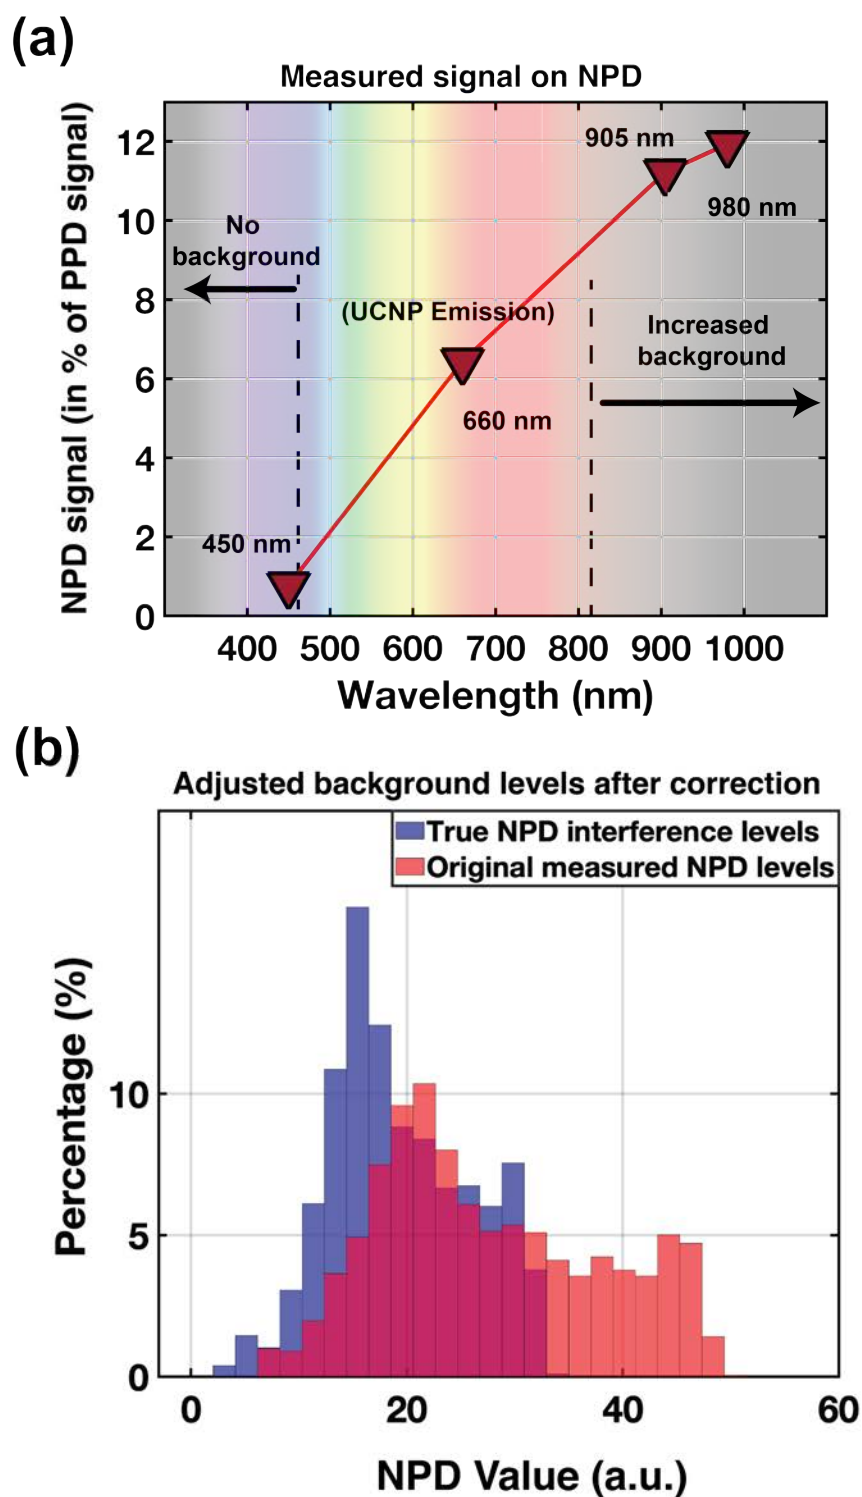 (a)
Measured signal on NPD
NPD signal (in % of PPD signal)
12
10
8
6
4
2
0
905 nm
980 nm
No
background
(UCNP Emission)
Increased
background
660 nm
450 nm
400 500 600 700 800 900 1000
Wavelength (nm)
(b)
Adjusted background levels after correction
True NPD interference levels
Original measured NPD levels
Percentage (%)
10
5
0
0 20 40 60
NPD Value (a.u.)